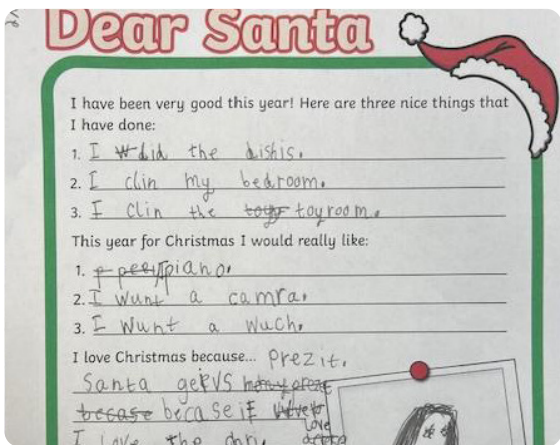 Dear Santa
I have been very good this year! Here are three nice things that
I have done:
1. I did the dishis.
2. I clin my bedroom.
3. I clin the toyroom.
This year for Christmas I would really like:
1. piano.
2. I wunt a camra.
3. I wunt a wuch.
I love Christmas because... Prezit.
Santa
becase
I love the